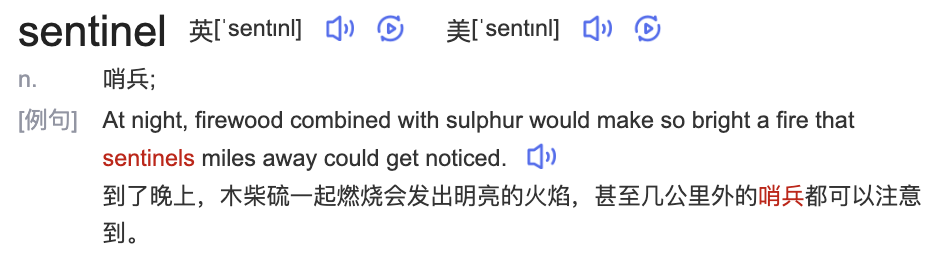 sentinel 英[ˈsentɪnl] 美[ˈsentɪnl]
n. 哨兵;
[例句] At night, firewood combined with sulphur would make so bright a fire that
sentinels miles away could get noticed.
到了晚上，木柴硫一起燃烧会发出明亮的火焰，甚至几公里外的哨兵都可以注意
到。